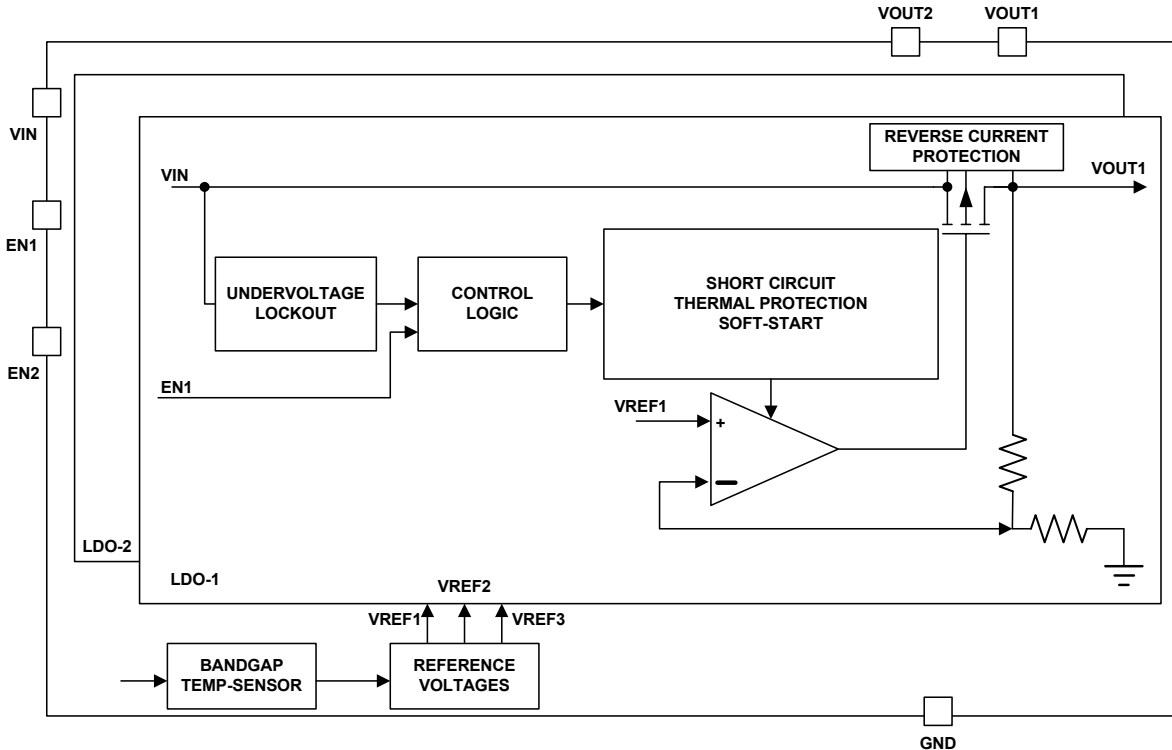 VOUT2
VOUT1
VIN
REVERSE CURRENT
PROTECTION
VIN
VOUT1
EN1
UNDERVOLTAGE
LOCKOUT
CONTROL
LOGIC
SHORT CIRCUIT
THERMAL PROTECTION
SOFT-START
EN2
EN1
VREF1
+
LDO-2
LDO-1
VREF2
VREF1
VREF3
BANDGAP
TEMP-SENSOR
REFERENCE
VOLTAGES
GND